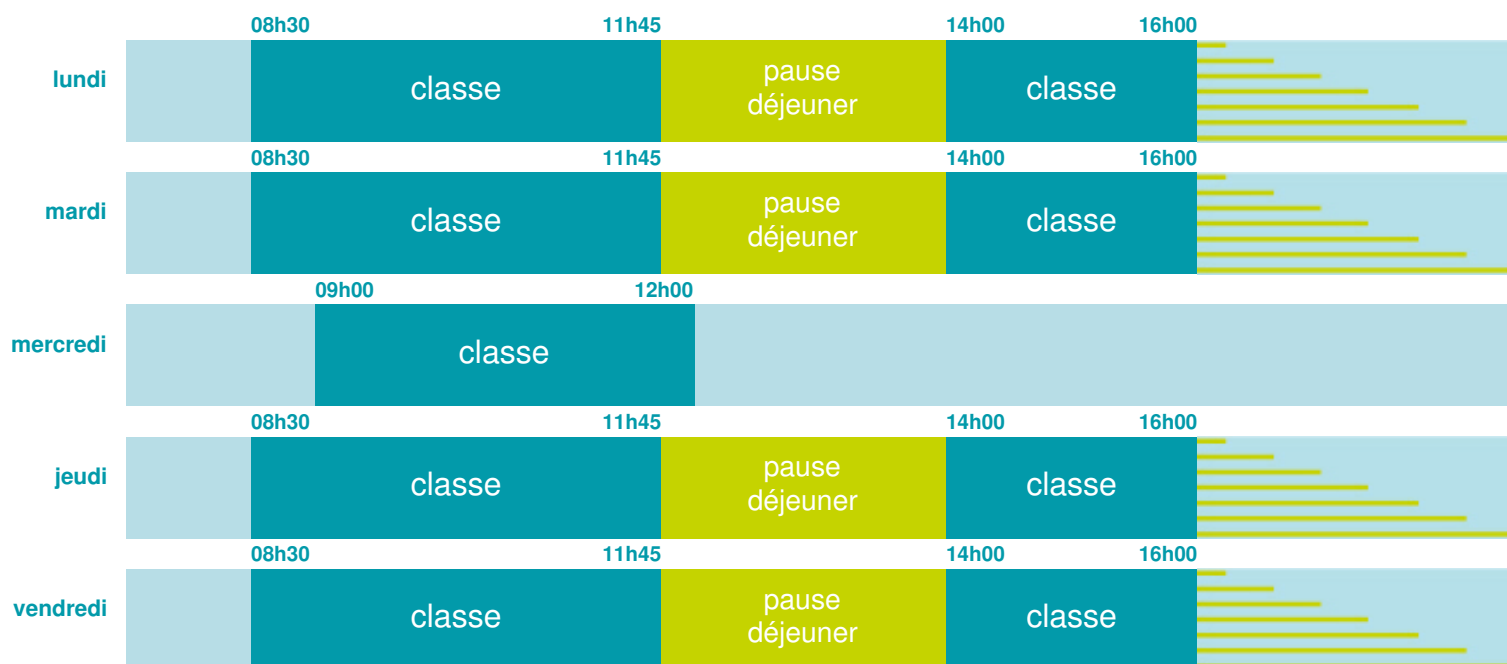 08h30 11h45 14h00 16h00
lundi classe pause déjeuner classe
08h30 11h45 14h00 16h00
mardi classe pause déjeuner classe
09h00 12h00
mercredi classe
08h30 11h45 14h00 16h00
jeudi classe pause déjeuner classe
08h30 11h45 14h00 16h00
vendredi classe pause déjeuner classe